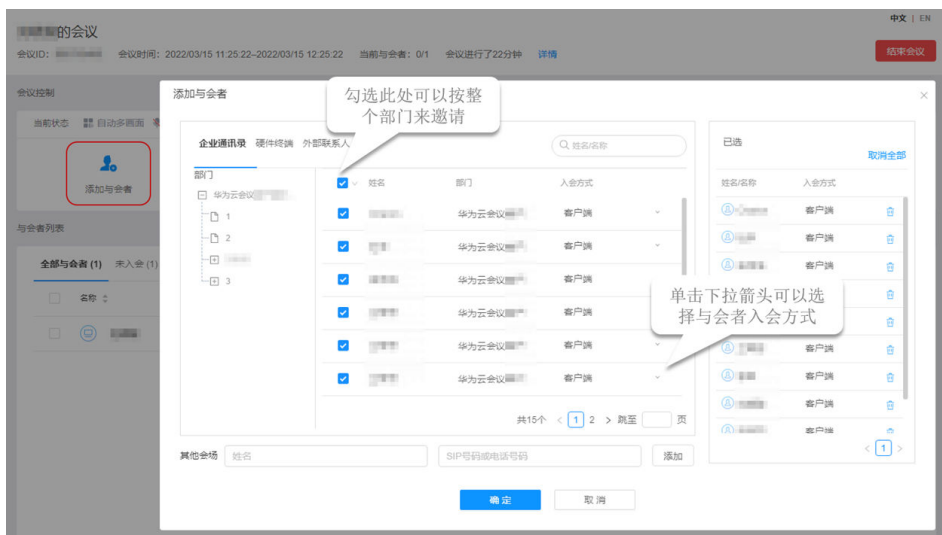 中文 | EN
的会议
会议ID: 会议时间: 2022/03/15 11:25:22–2022/03/15 12:25:22 当前与会者: 0/1 会议进行了22分钟 详情
结束会议
会议控制
当前状态 自动多画面
添加与会者
与会者列表
全部与会者 (1) 未入会 (1)
名称
添加与会者
勾选此处可以按整
个部门来邀请
企业通讯录 硬件终端 外部联系人
姓名/名称
部门
华为云会议
1
2
3
姓名 部门 入会方式
华为云会议 客户端
华为云会议 客户端
华为云会议 客户端
华为云会议 客户端
华为云会议 客户端
华为云会议 客户端
单击下拉箭头可以选
择与会者入会方式
共15个 < 1 2 > 跳至 页
已选
取消全部
姓名/名称 入会方式
客户端
客户端
客户端
客户端
客户端
客户端
< 1 >
其他会场 姓名 SIP号码或电话号码 添加
确定 取消